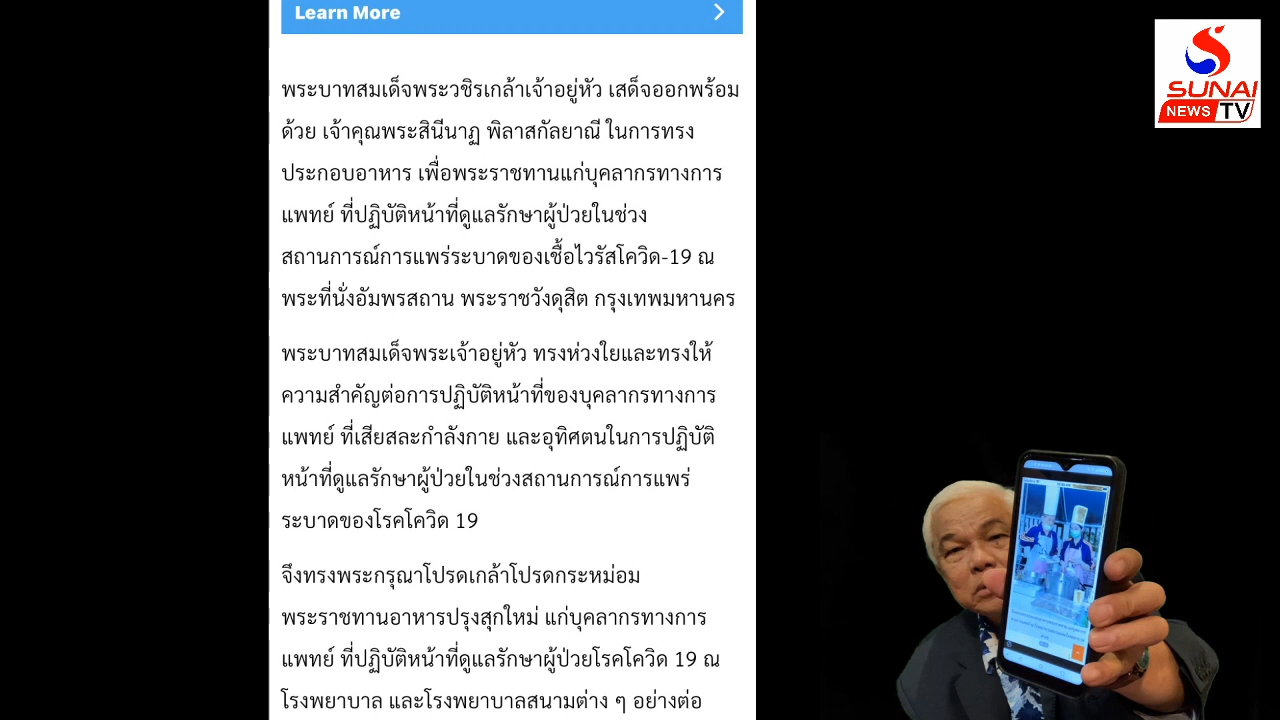 Learn More
SUNAI
NEWS TV
พระบาทสมเด็จพระวชิรเกล้าเจ้าอยู่หัว เสด็จออกพร้อม
ด้วย เจ้าคุณพระสินีนาฏ พิลาสกัลยาณี ในการทรง
ประกอบอาหาร เพื่อพระราชทานแก่บุคลากรทางการ
แพทย์ ที่ปฏิบัติหน้าที่ดูแลรักษาผู้ป่วยในช่วง
สถานการณ์การแพร่ระบาดของเชื้อไวรัสโควิด-19 ณ
พระที่นั่งอัมพรสถาน พระราชวังดุสิต กรุงเทพมหานคร
พระบาทสมเด็จพระเจ้าอยู่หัว ทรงห่วงใยและทรงให้
ความสำคัญต่อการปฏิบัติหน้าที่ของบุคลากรทางการ
แพทย์ ที่เสียสละกำลังกาย และอุทิศตนในการปฏิบัติ
หน้าที่ดูแลรักษาผู้ป่วยในช่วงสถานการณ์การแพร่
ระบาดของโรคโควิด 19
จึงทรงพระกรุณาโปรดเกล้าโปรดกระหม่อม
พระราชทานอาหารปรุงสุกใหม่ แก่บุคลากรทางการ
แพทย์ ที่ปฏิบัติหน้าที่ดูแลรักษาผู้ป่วยโรคโควิด 19 ณ
โรงพยาบาล และโรงพยาบาลสนามต่าง ๆ อย่างต่อ